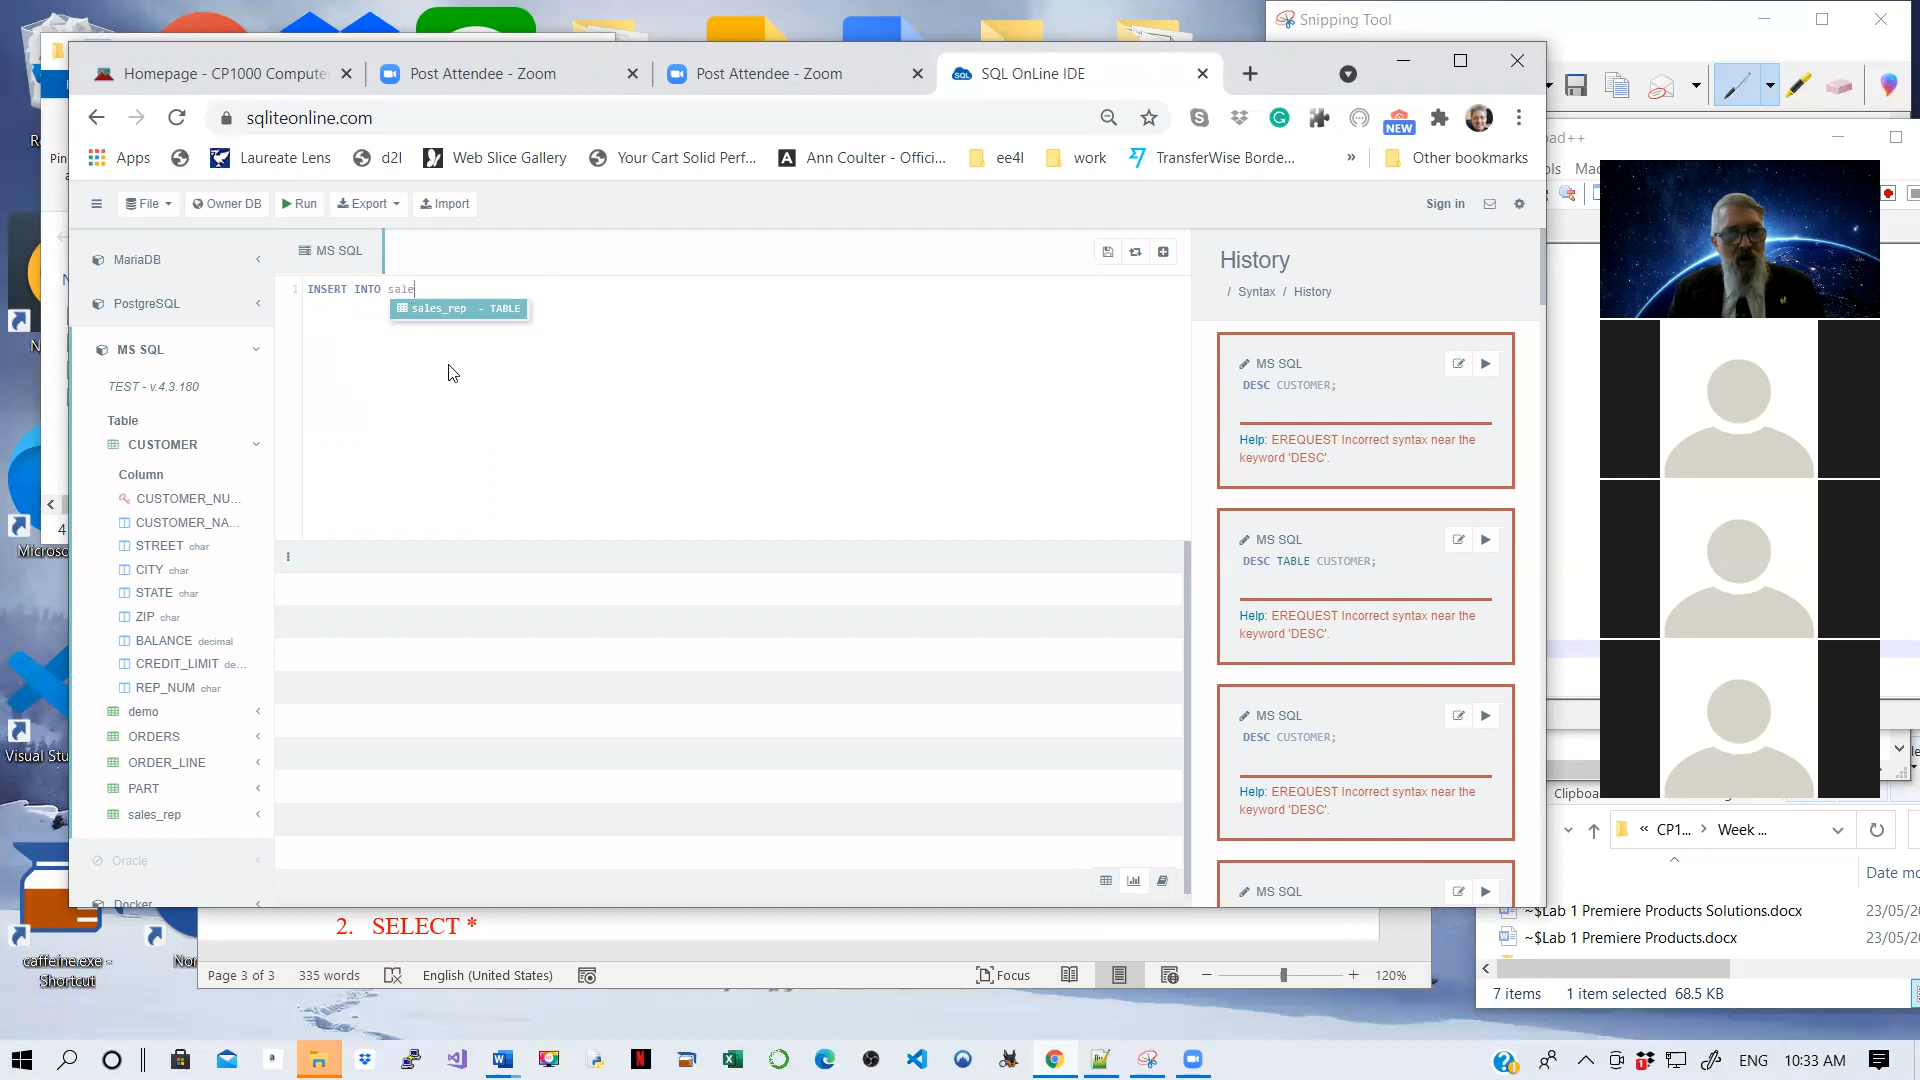 Snipping Tool
Homepage - CP1000 Compute
Post Attendee - Zoom
Post Attendee - Zoom
SQL OnLine IDE
sqliteonline.com
NEW
Apps
Laureate Lens
d2l
Web Slice Gallery
Your Cart Solid Perf...
Ann Coulter - Offici...
ee4l
work
TransferWise Borde...
»
Other bookmarks
File
Owner DB
Run
Export
Import
Sign in
MariaDB
PostgreSQL
MS SQL
TEST - v.4.3.180
Table
CUSTOMER
Column
CUSTOMER_NU...
CUSTOMER_NA...
STREET char
CITY char
STATE char
ZIP char
BALANCE decimal
CREDIT_LIMIT de...
REP_NUM char
demo
ORDERS
ORDER_LINE
PART
sales_rep
Oracle
Docker
MS SQL
1 INSERT INTO sale
sales_rep - TABLE
History
/ Syntax / History
MS SQL
DESC CUSTOMER;
Help: EREQUEST Incorrect syntax near the
keyword 'DESC'.
MS SQL
DESC TABLE CUSTOMER;
Help: EREQUEST Incorrect syntax near the
keyword 'DESC'.
MS SQL
DESC CUSTOMER;
Help: EREQUEST Incorrect syntax near the
keyword 'DESC'.
MS SQL
2. SELECT *
Page 3 of 3
335 words
English (United States)
Focus
120%
« CP1... > Week ...
Date mo
~$Lab 1 Premiere Products Solutions.docx
23/05/20
~$Lab 1 Premiere Products.docx
23/05/20
7 items
1 item selected 68.5 KB
caffeine.exe -
Shortcut
ENG
10:33 AM